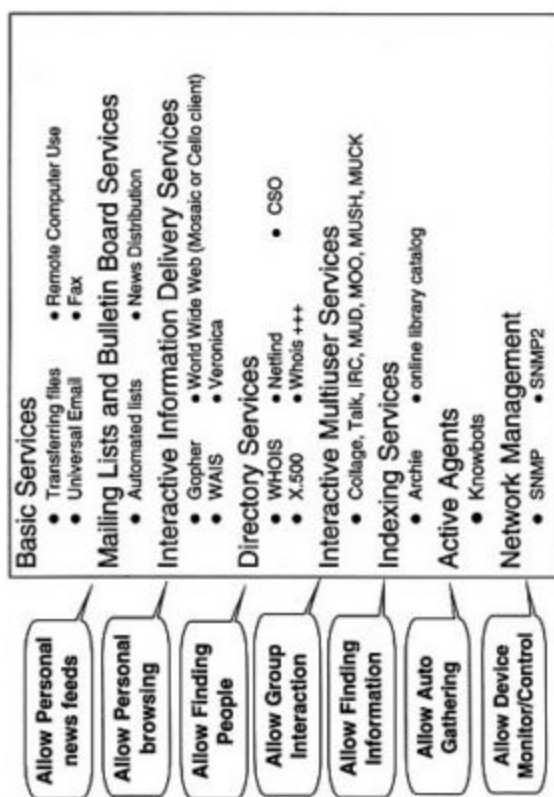 Basic Services
• Transferring files • Remote Computer Use
• Universal Email • Fax
Mailing Lists and Bulletin Board Services
• Automated lists • News Distribution
Interactive Information Delivery Services
• Gopher • World Wide Web (Mosaic or Cello client)
• WAIS • Veronica
Directory Services
• WHOIS • Netfind • CSO
• X.500 • Whois +++
Interactive Multiuser Services
• Collage, Talk, IRC, MUD, MOO, MUSH, MUCK
Indexing Services
• Archie • online library catalog
Active Agents
• Knowbots
Network Management
• SNMP • SNMP2
Allow Personal
news feeds
Allow Personal
browsing
Allow Finding
People
Allow Group
Interaction
Allow Finding
Information
Allow Auto
Gathering
Allow Device
Monitor/Control